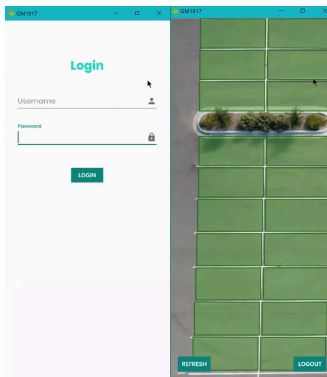 GM1917
Login
Username
Password
LOGIN
GM1917
REFRESH
LOGOUT